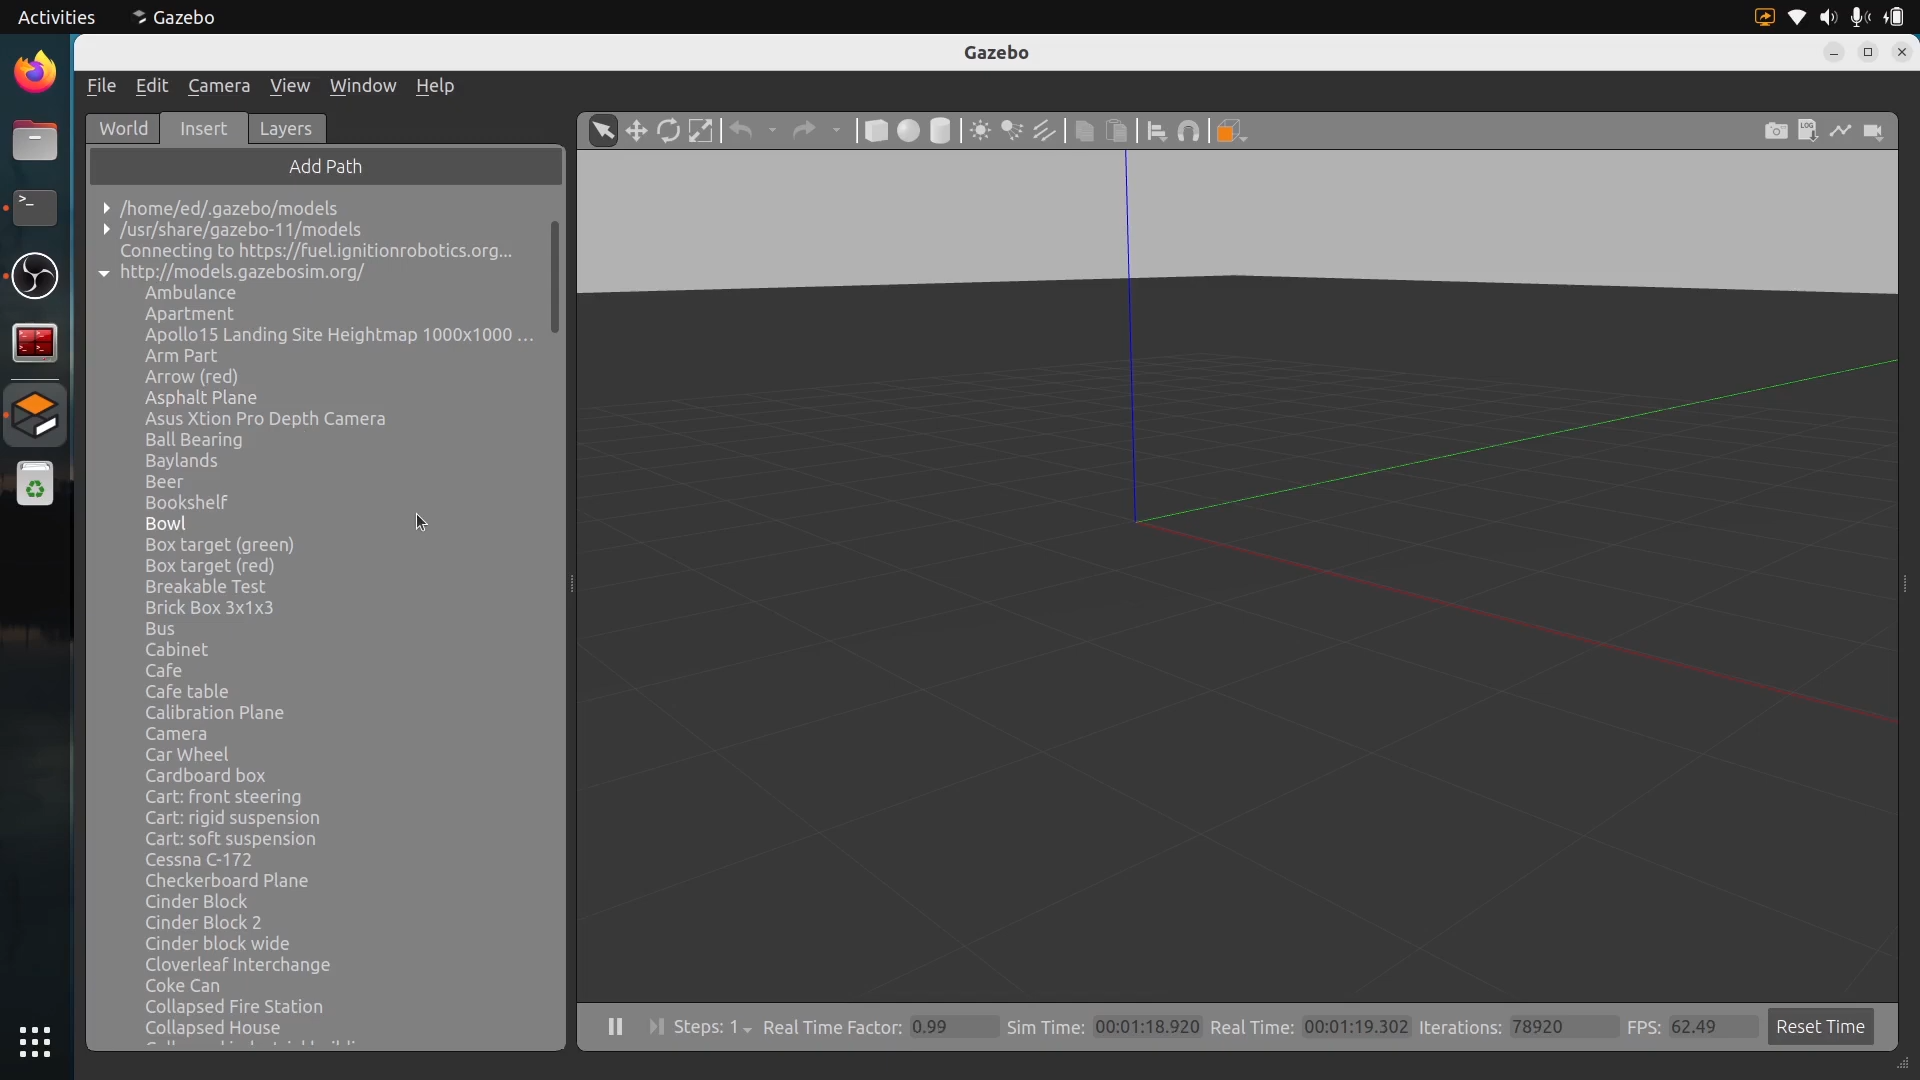 Activities
Gazebo
Gazebo
File Edit Camera View Window Help
World Insert Layers
Add Path
/home/ed/.gazebo/models
/usr/share/gazebo-11/models
Connecting to https://fuel.ignitionrobotics.org...
http://models.gazebosim.org/
Ambulance
Apartment
Apollo15 Landing Site Heightmap 1000x1000 ...
Arm Part
Arrow (red)
Asphalt Plane
Asus Xtion Pro Depth Camera
Ball Bearing
Baylands
Beer
Bookshelf
Bowl
Box target (green)
Box target (red)
Breakable Test
Brick Box 3x1x3
Bus
Cabinet
Cafe
Cafe table
Calibration Plane
Camera
Car Wheel
Cardboard box
Cart: front steering
Cart: rigid suspension
Cart: soft suspension
Cessna C-172
Checkerboard Plane
Cinder Block
Cinder Block 2
Cinder block wide
Cloverleaf Interchange
Coke Can
Collapsed Fire Station
Collapsed House
LOG
Steps: 1 Real Time Factor: 0.99 Sim Time: 00:01:18.920 Real Time: 00:01:19.302 Iterations: 78920 FPS: 62.49 Reset Time